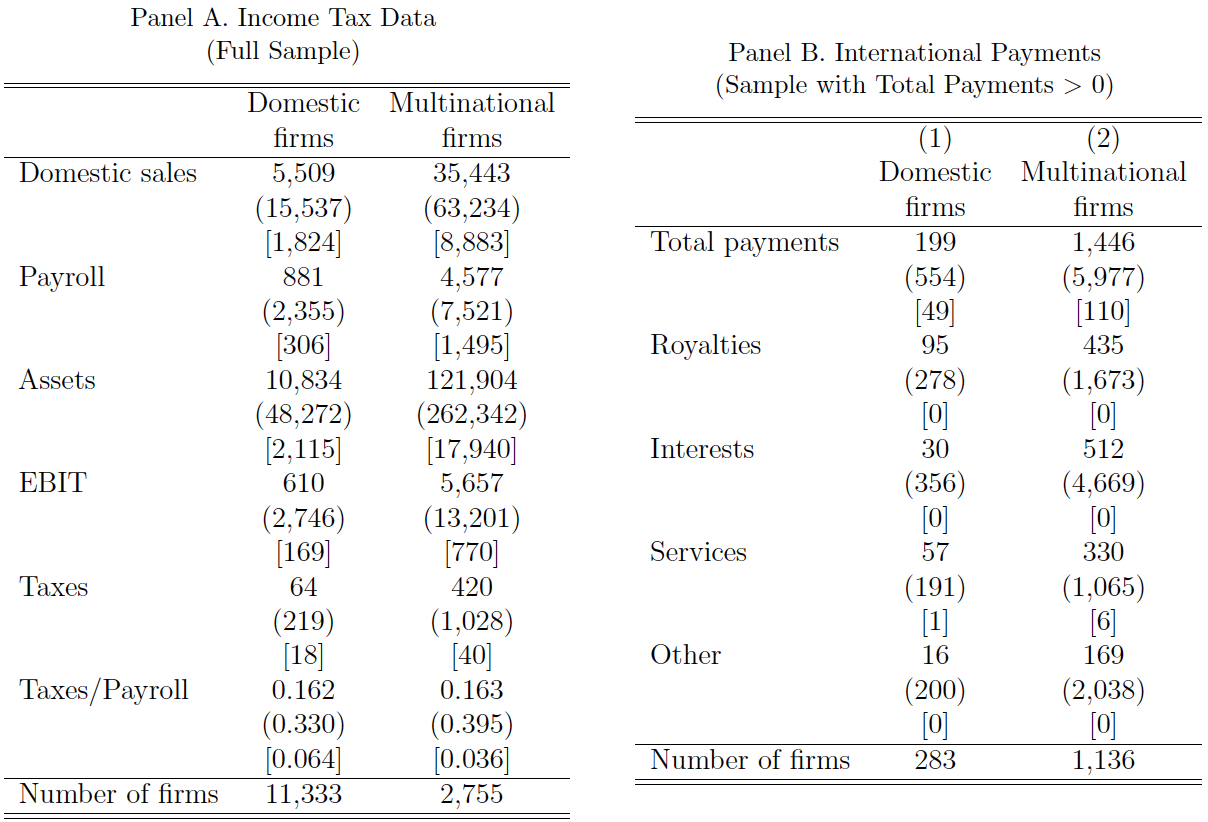 Panel A. Income Tax Data
(Full Sample)
Domestic Multinational
firms firms
Domestic sales 5,509 35,443
(15,537) (63,234)
[1,824] [8,883]
Payroll 881 4,577
(2,355) (7,521)
[306] [1,495]
Assets 10,834 121,904
(48,272) (262,342)
[2,115] [17,940]
EBIT 610 5,657
(2,746) (13,201)
[169] [770]
Taxes 64 420
(219) (1,028)
[18] [40]
Taxes/Payroll 0.162 0.163
(0.330) (0.395)
[0.064] [0.036]
Number of firms 11,333 2,755
Panel B. International Payments
(Sample with Total Payments > 0)
(1) (2)
Domestic Multinational
firms firms
Total payments 199 1,446
(554) (5,977)
[49] [110]
Royalties 95 435
(278) (1,673)
[0] [0]
Interests 30 512
(356) (4,669)
[0] [0]
Services 57 330
(191) (1,065)
[1] [6]
Other 16 169
(200) (2,038)
[0] [0]
Number of firms 283 1,136